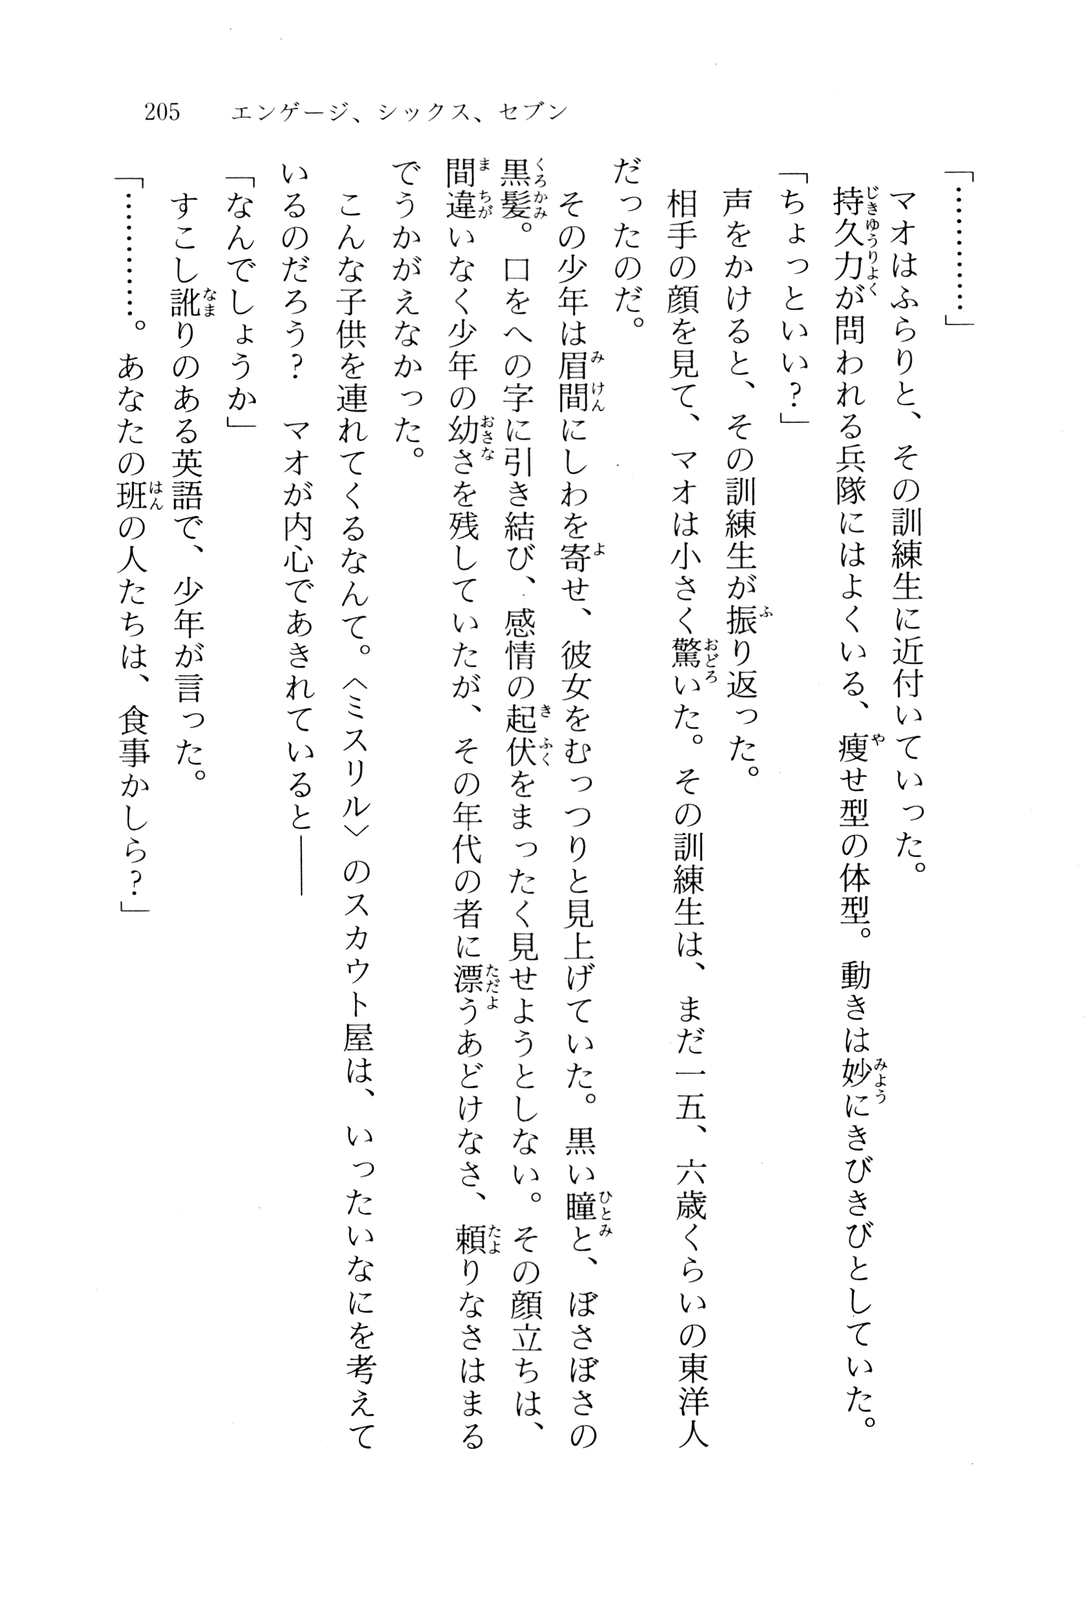 205 エンゲージ、シックス、セブン
「…………」
マオはふらりと、その訓練生に近付いていった。
持久力が問われる兵隊にはよくいる、痩せ型の体型。動きは妙にきびきびとしていた。
「ちょっといい？」
声をかけると、その訓練生が振り返った。
相手の顔を見て、マオは小さく驚いた。その訓練生は、まだ一五、六歳くらいの東洋人
だったのだ。
その少年は眉間にしわを寄せ、彼女をむっつりと見上げていた。黒い瞳と、ぼさぼさの
黒髪。口をへの字に引き結び、感情の起伏をまったく見せようとしない。その顔立ちは、
間違いなく少年の幼さを残していたが、その年代の者に漂うあどけなさ、頼りなさはまる
でうかがえなかった。
こんな子供を連れてくるなんて。〈ミスリル〉のスカウト屋は、いったいなにを考えて
いるのだろう？ マオが内心であきれていると――
「なんでしょうか」
すこし訛りのある英語で、少年が言った。
「…………。あなたの班の人たちは、食事かしら？」